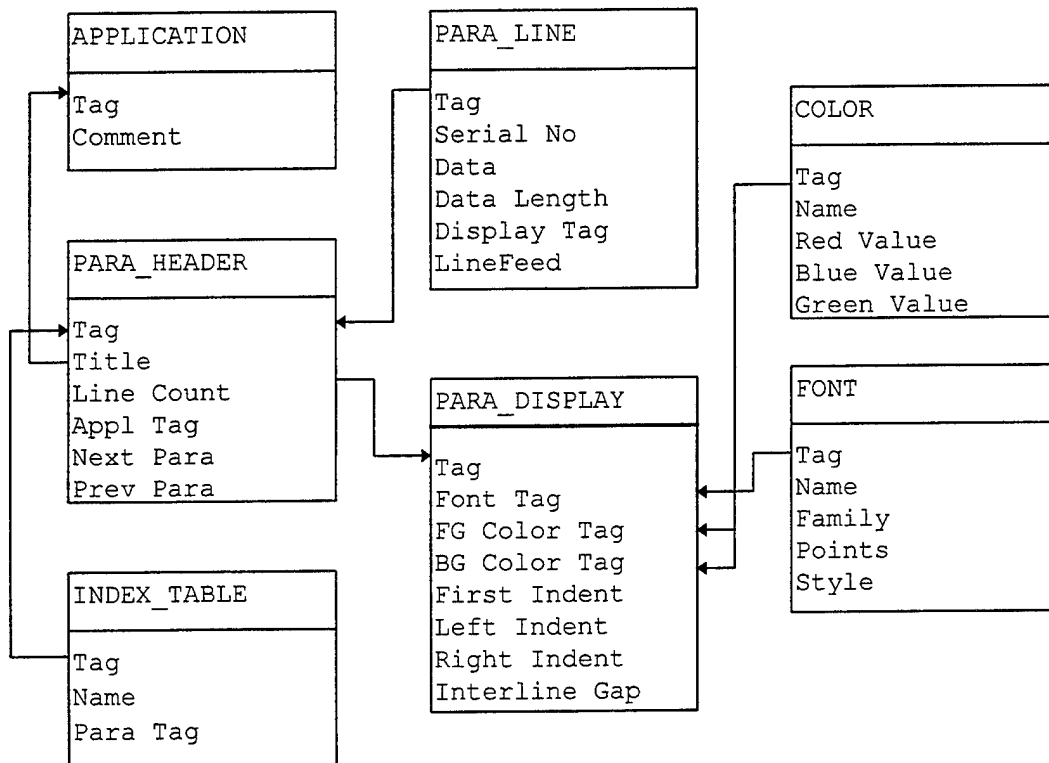 APPLICATION
Tag
Comment
PARA_HEADER
Tag
Title
Line Count
Appl Tag
Next Para
Prev Para
INDEX_TABLE
Tag
Name
Para Tag
PARA_LINE
Tag
Serial No
Data
Data Length
Display Tag
LineFeed
PARA_DISPLAY
Tag
Font Tag
FG Color Tag
BG Color Tag
First Indent
Left Indent
Right Indent
Interline Gap
COLOR
Tag
Name
Red Value
Blue Value
Green Value
FONT
Tag
Name
Family
Points
Style